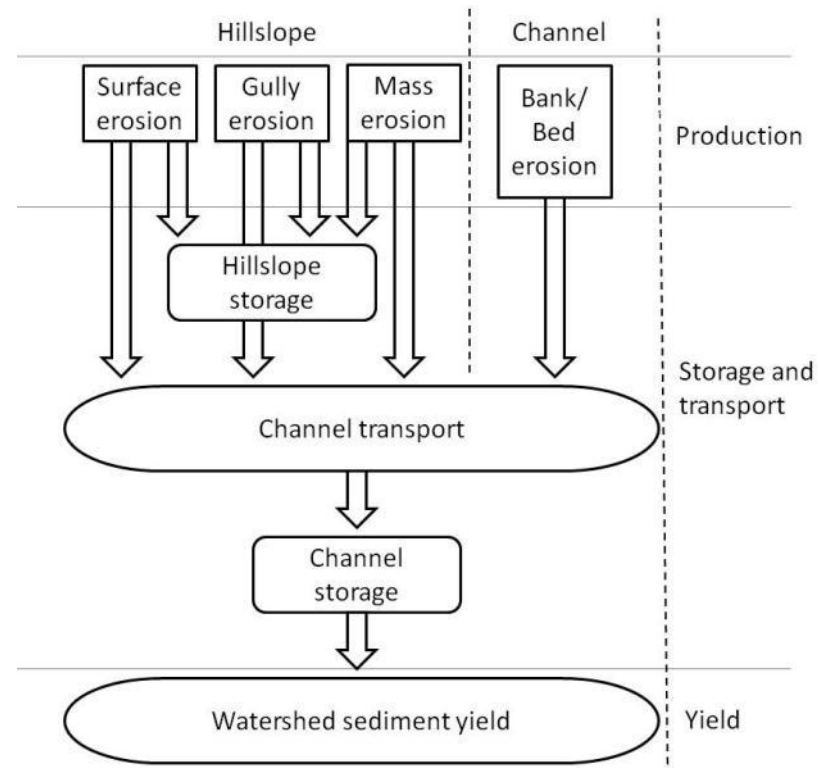 Hillslope
Channel
Surface
erosion
Gully
erosion
Mass
erosion
Bank/
Bed
erosion
Production
Hillslope
storage
Storage and
transport
Channel transport
Channel
storage
Watershed sediment yield
Yield